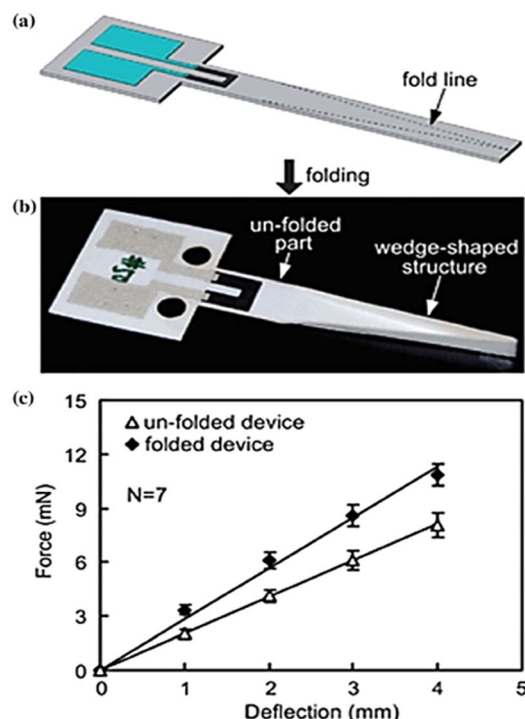 (a)
fold line
folding
(b)
un-folded
part
wedge-shaped
structure
(c)
15
un-folded device
folded device
12
N=7
9
6
3
0
Force (mN)
0 1 2 3 4 5
Deflection (mm)